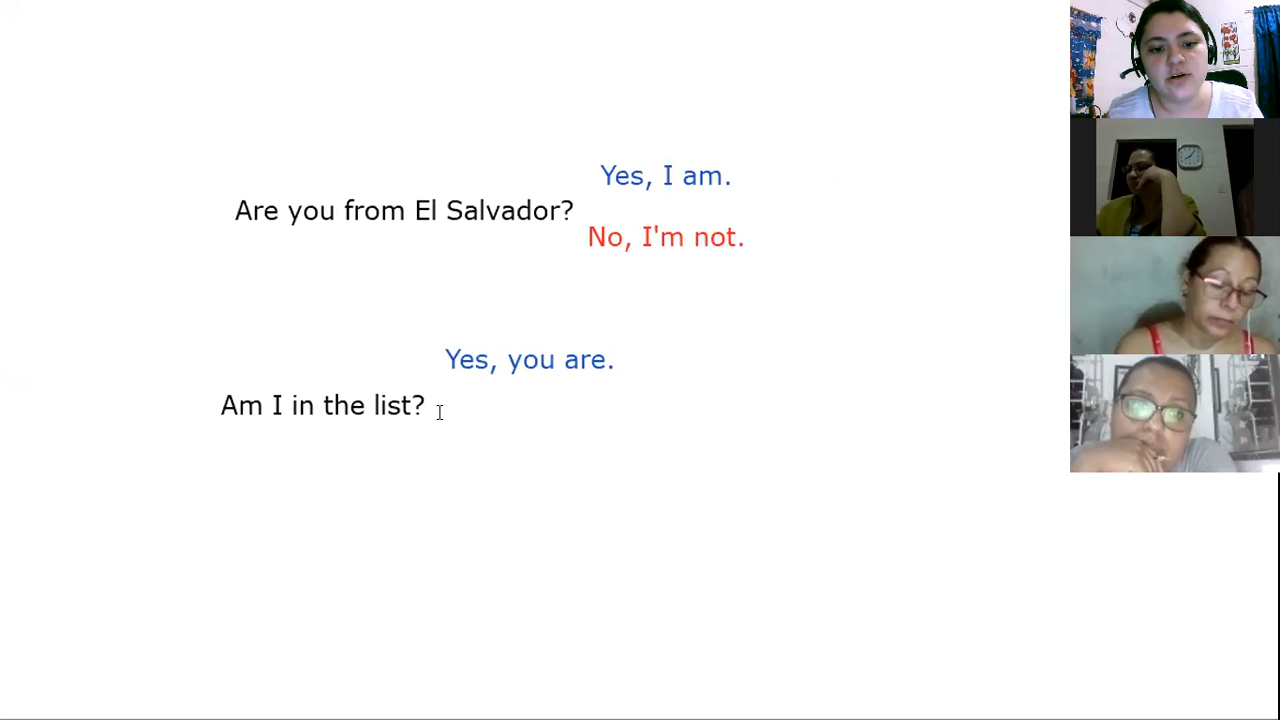 Yes, I am.
Are you from El Salvador?
No, I'm not.
Yes, you are.
Am I in the list?